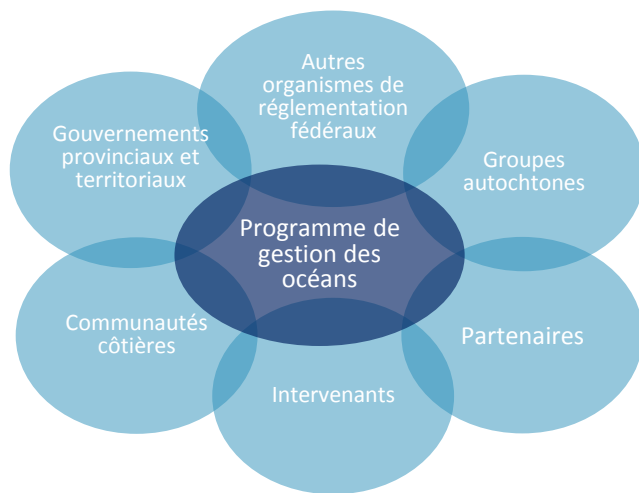 Autres
organismes de
réglementation
fédéraux
Gouvernements
provinciaux et
territoriaux
Groupes
autochtones
Programme de
gestion des
océans
Communautés
côtières
Partenaires
Intervenants